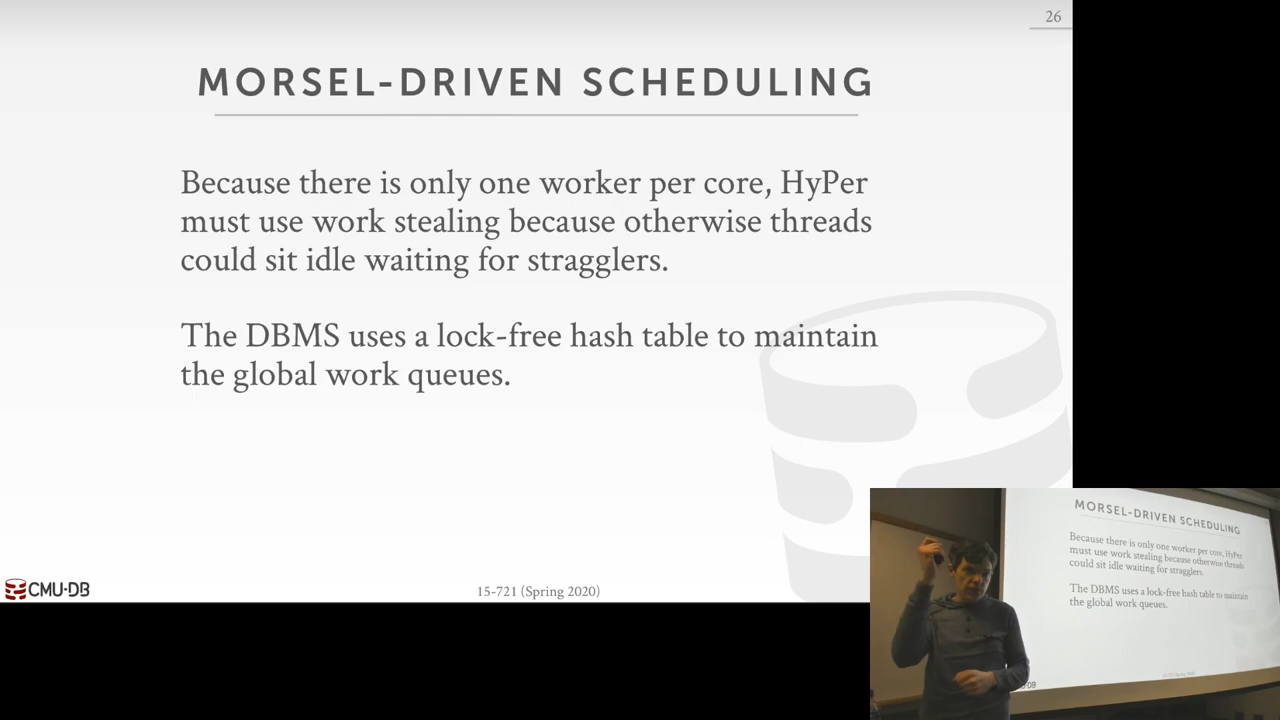 26
MORSEL-DRIVEN SCHEDULING
Because there is only one worker per core, HyPer
must use work stealing because otherwise threads
could sit idle waiting for stragglers.
The DBMS uses a lock-free hash table to maintain
the global work queues.
CMU·DB
15-721 (Spring 2020)
MORSEL-DRIVEN SCHEDULING
Because there is only one worker per core, HyPer
must use work stealing because otherwise threads
could sit idle waiting for stragglers.
The DBMS uses a lock-free hash table to maintain
the global work queues.